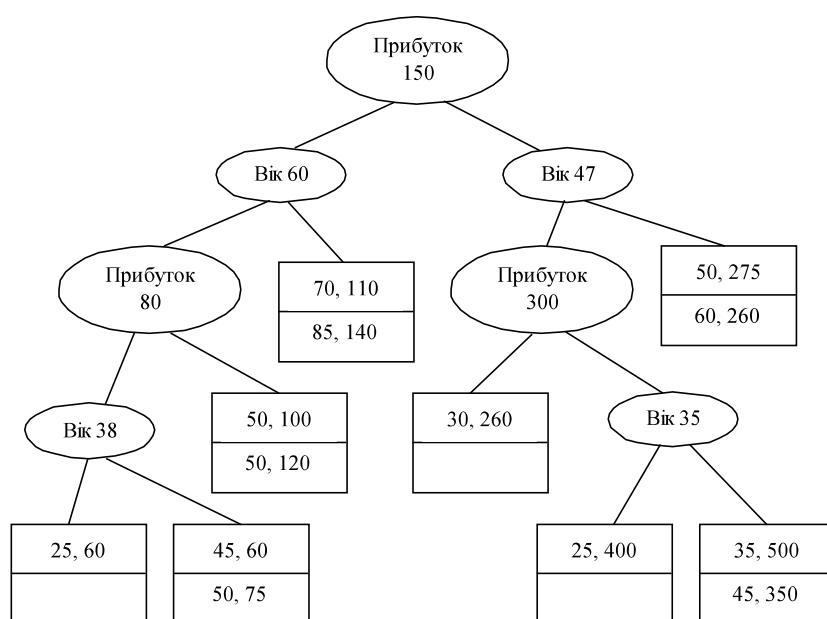 Прибуток
150
Вік 60
Вік 47
Прибуток
80
70, 110
85, 140
Прибуток
300
50, 275
60, 260
Вік 38
50, 100
50, 120
30, 260
Вік 35
25, 60
45, 60
50, 75
25, 400
35, 500
45, 350